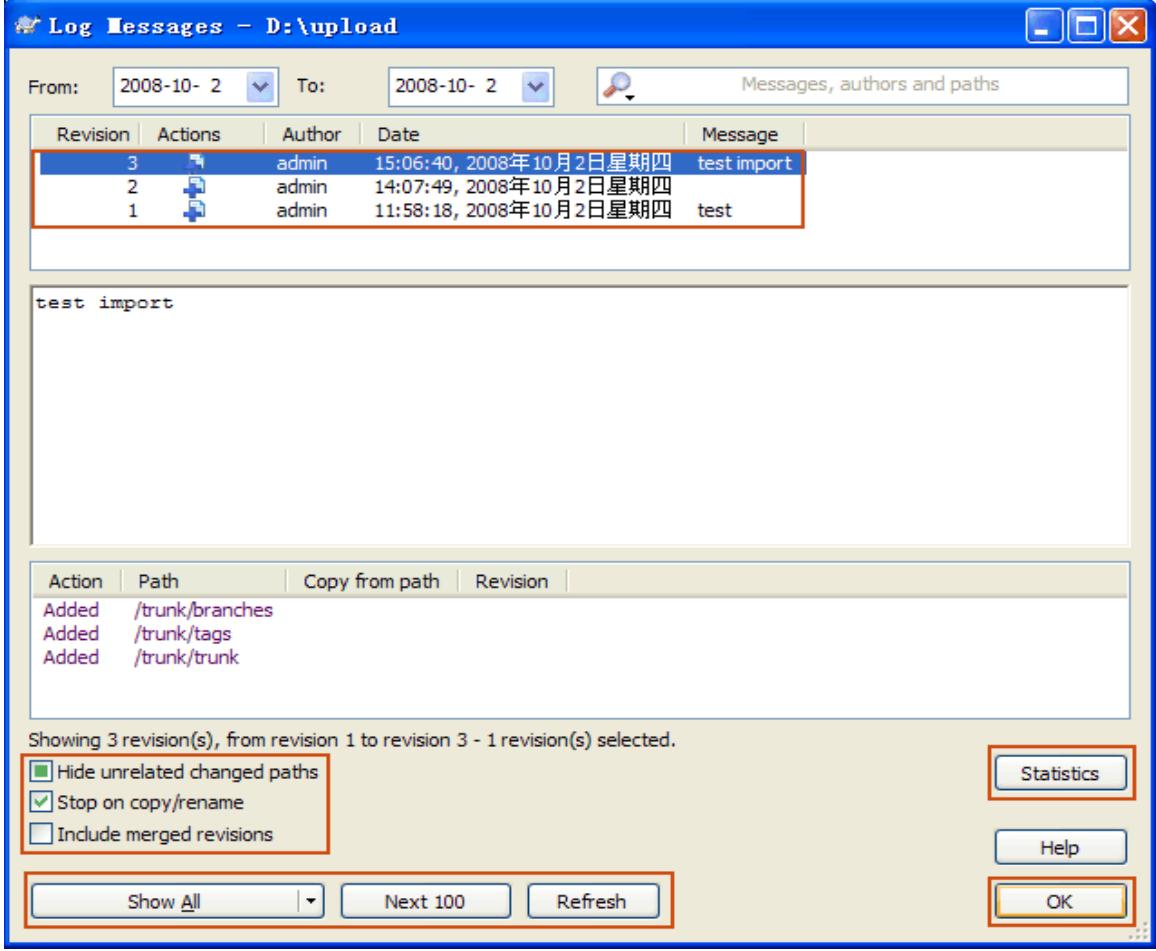 Log Messages - D:\upload
From: 2008-10- 2 To: 2008-10- 2 Messages, authors and paths
Revision Actions Author Date Message
3 admin 15:06:40, 2008年10月2日星期四 test import
2 admin 14:07:49, 2008年10月2日星期四
1 admin 11:58:18, 2008年10月2日星期四 test
test import
Action Path Copy from path Revision
Added /trunk/branches
Added /trunk/tags
Added /trunk/trunk
Showing 3 revision(s), from revision 1 to revision 3 - 1 revision(s) selected.
Hide unrelated changed paths Statistics
Stop on copy/rename
Include merged revisions Help
Show All Next 100 Refresh OK